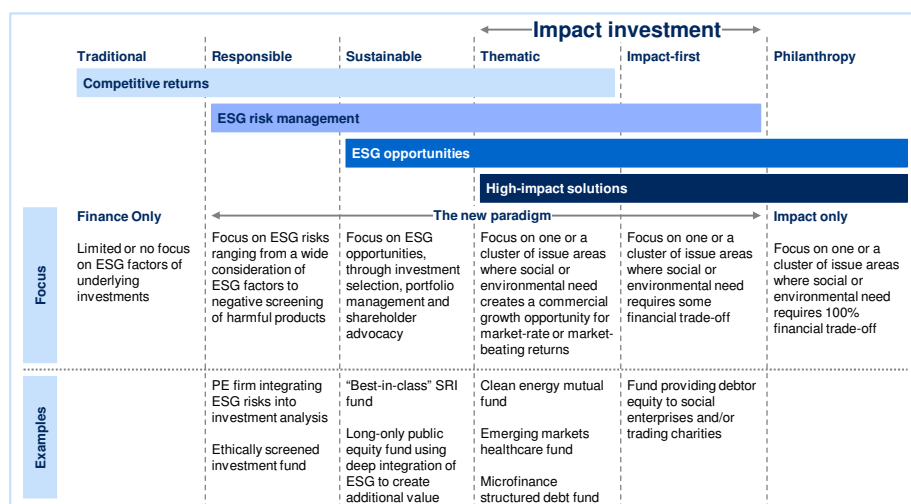 Impact investment
Traditional
Responsible
Sustainable
Thematic
Impact-first
Philanthropy
Competitive returns
ESG risk management
ESG opportunities
High-impact solutions
Focus
Finance Only
The new paradigm
Impact only
Limited or no focus
on ESG factors of
underlying
investments
Focus on ESG risks
ranging from a wide
consideration of
ESG factors to
negative screening
of harmful products
Focus on ESG
opportunities,
through investment
selection, portfolio
management and
shareholder
advocacy
Focus on one or a
cluster of issue areas
where social or
environmental need
creates a commercial
growth opportunity for
market-rate or market-
beating returns
Focus on one or a
cluster of issue areas
where social or
environmental need
requires some
financial trade-off
Focus on one or a
cluster of issue areas
where social or
environmental need
requires 100%
financial trade-off
Examples
PE firm integrating
ESG risks into
investment analysis
Ethically screened
investment fund
“Best-in-class” SRI
fund
Long-only public
equity fund using
deep integration of
ESG to create
additional value
Clean energy mutual
fund
Emerging markets
healthcare fund
Microfinance
structured debt fund
Fund providing debtor
equity to social
enterprises and/or
trading charities